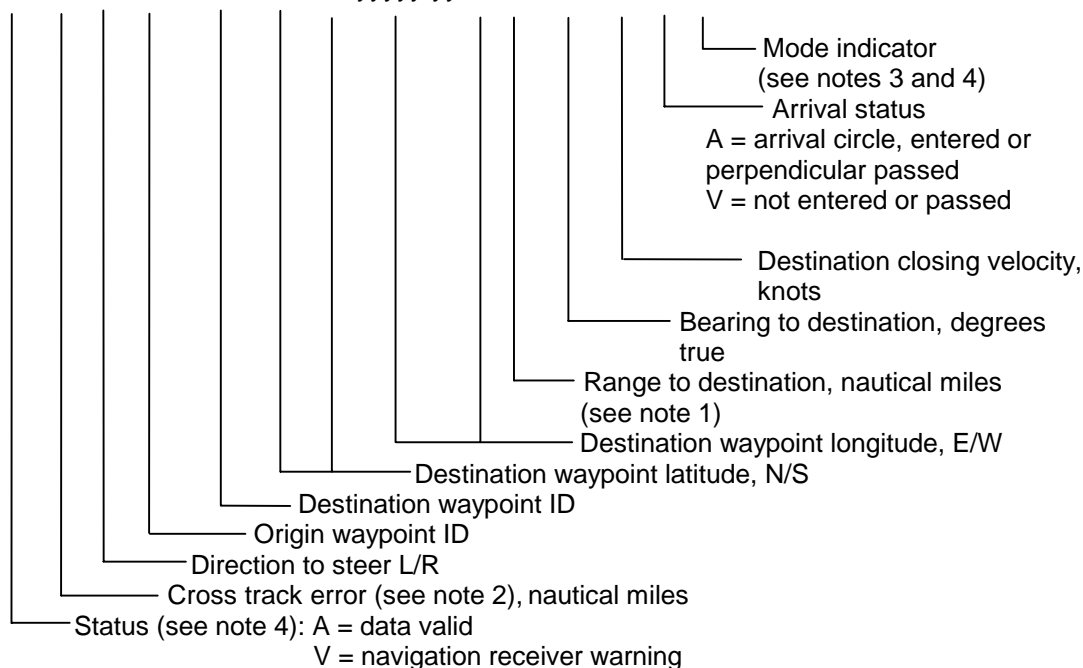 Mode indicator
(see notes 3 and 4)
Arrival status
A = arrival circle, entered or
perpendicular passed
V = not entered or passed
Destination closing velocity,
knots
Bearing to destination, degrees
true
Range to destination, nautical miles
(see note 1)
Destination waypoint longitude, E/W
Destination waypoint latitude, N/S
Destination waypoint ID
Origin waypoint ID
Direction to steer L/R
Cross track error (see note 2), nautical miles
Status (see note 4): A = data valid
V = navigation receiver warning